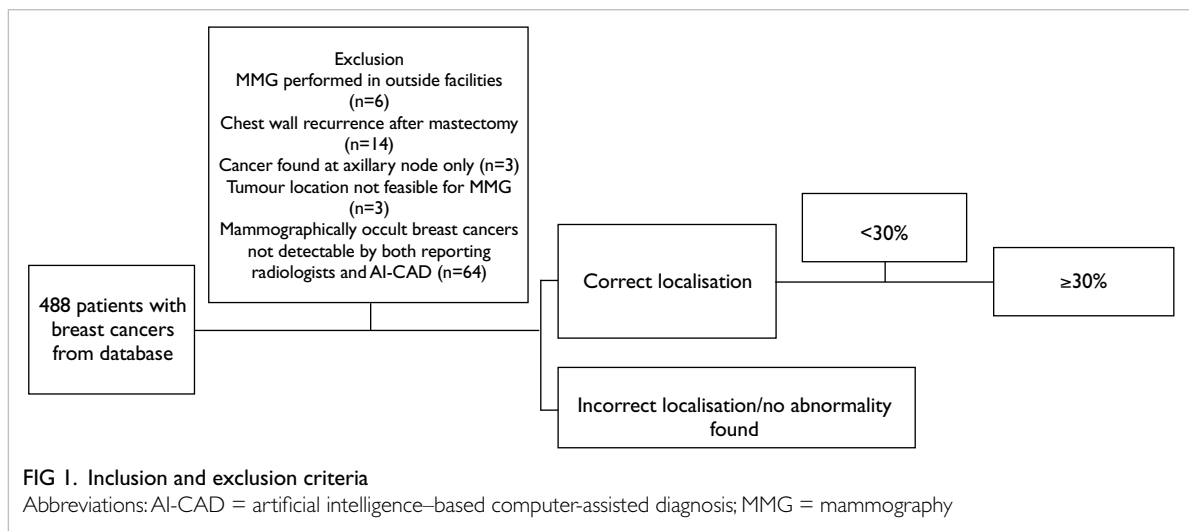 Exclusion
MMG performed in outside facilities
(n=6)
Chest wall recurrence after mastectomy
(n=14)
Cancer found at axillary node only (n=3)
Tumour location not feasible for MMG
(n=3)
Mammographically occult breast cancers
not detectable by both reporting
radiologists and AI-CAD (n=64)
488 patients with
breast cancers
from database
Correct localisation
<30%
≥30%
Incorrect localisation/no abnormality
found
FIG 1. Inclusion and exclusion criteria
Abbreviations: AI-CAD = artificial intelligence–based computer-assisted diagnosis; MMG = mammography